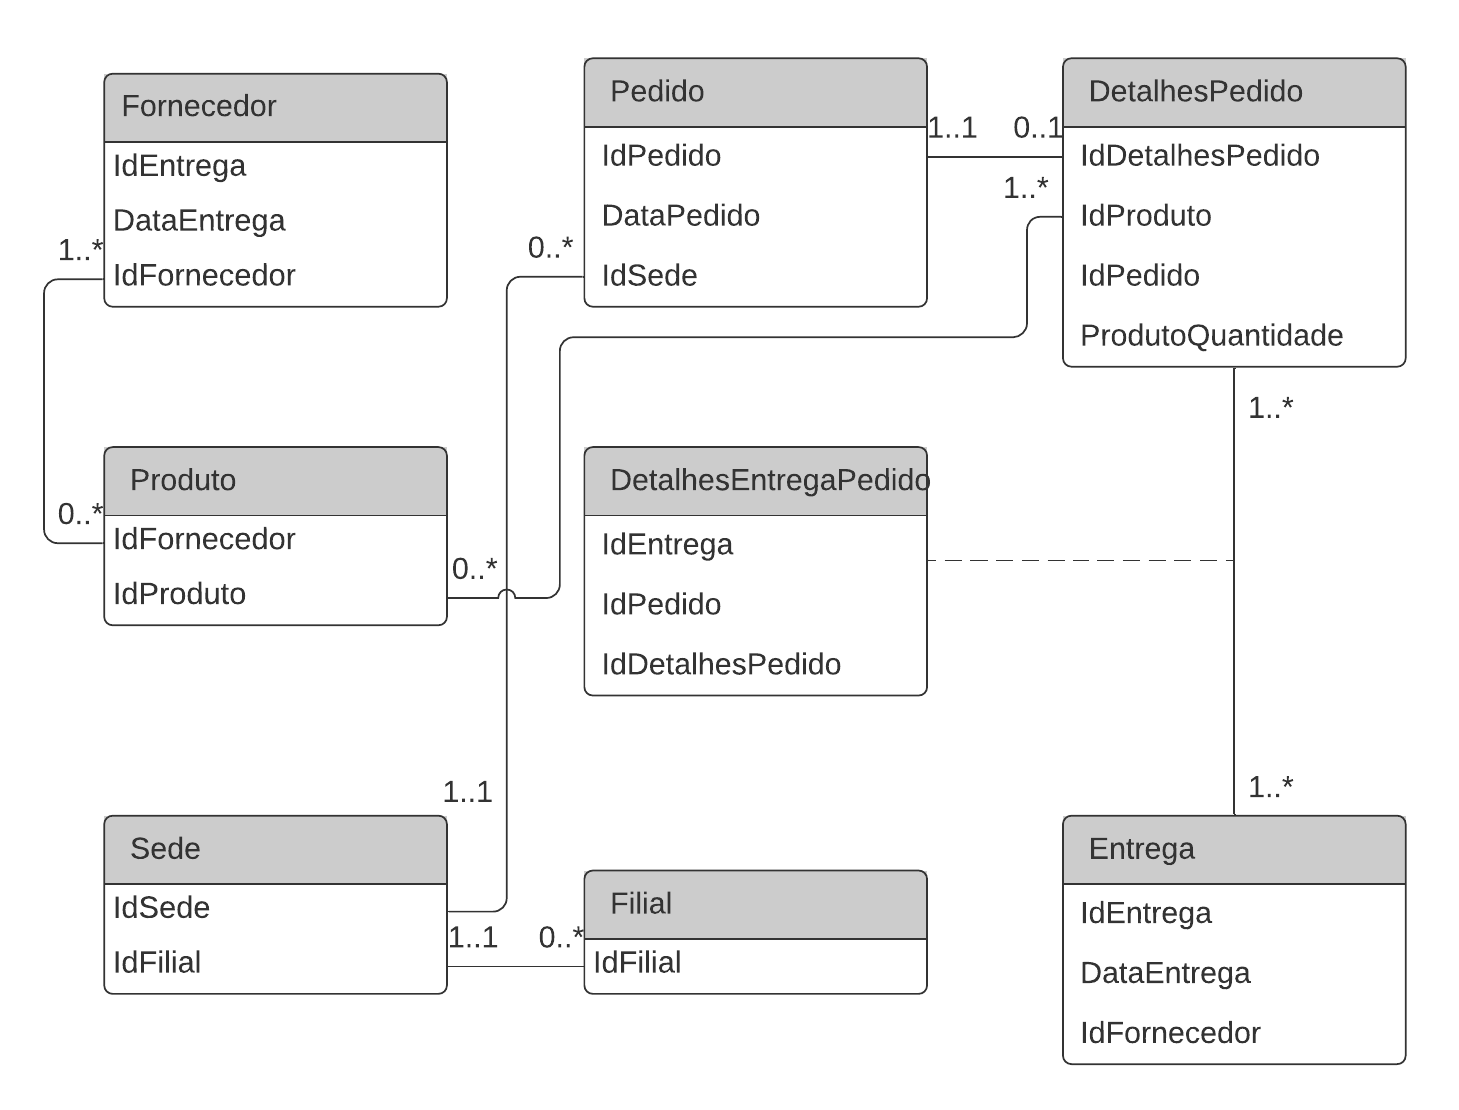 Fornecedor
IdEntrega
DataEntrega
1..*
IdFornecedor
Pedido
1..1
0..1
IdPedido
DataPedido
0..*
IdSede
DetalhesPedido
IdDetalhesPedido
1..*
IdProduto
IdPedido
ProdutoQuantidade
1..*
Produto
0..*
IdFornecedor
0..*
IdProduto
DetalhesEntregaPedido
IdEntrega
IdPedido
IdDetalhesPedido
1..1
1..*
Sede
IdSede
1..1
0..*
IdFilial
Filial
IdFilial
Entrega
IdEntrega
DataEntrega
IdFornecedor